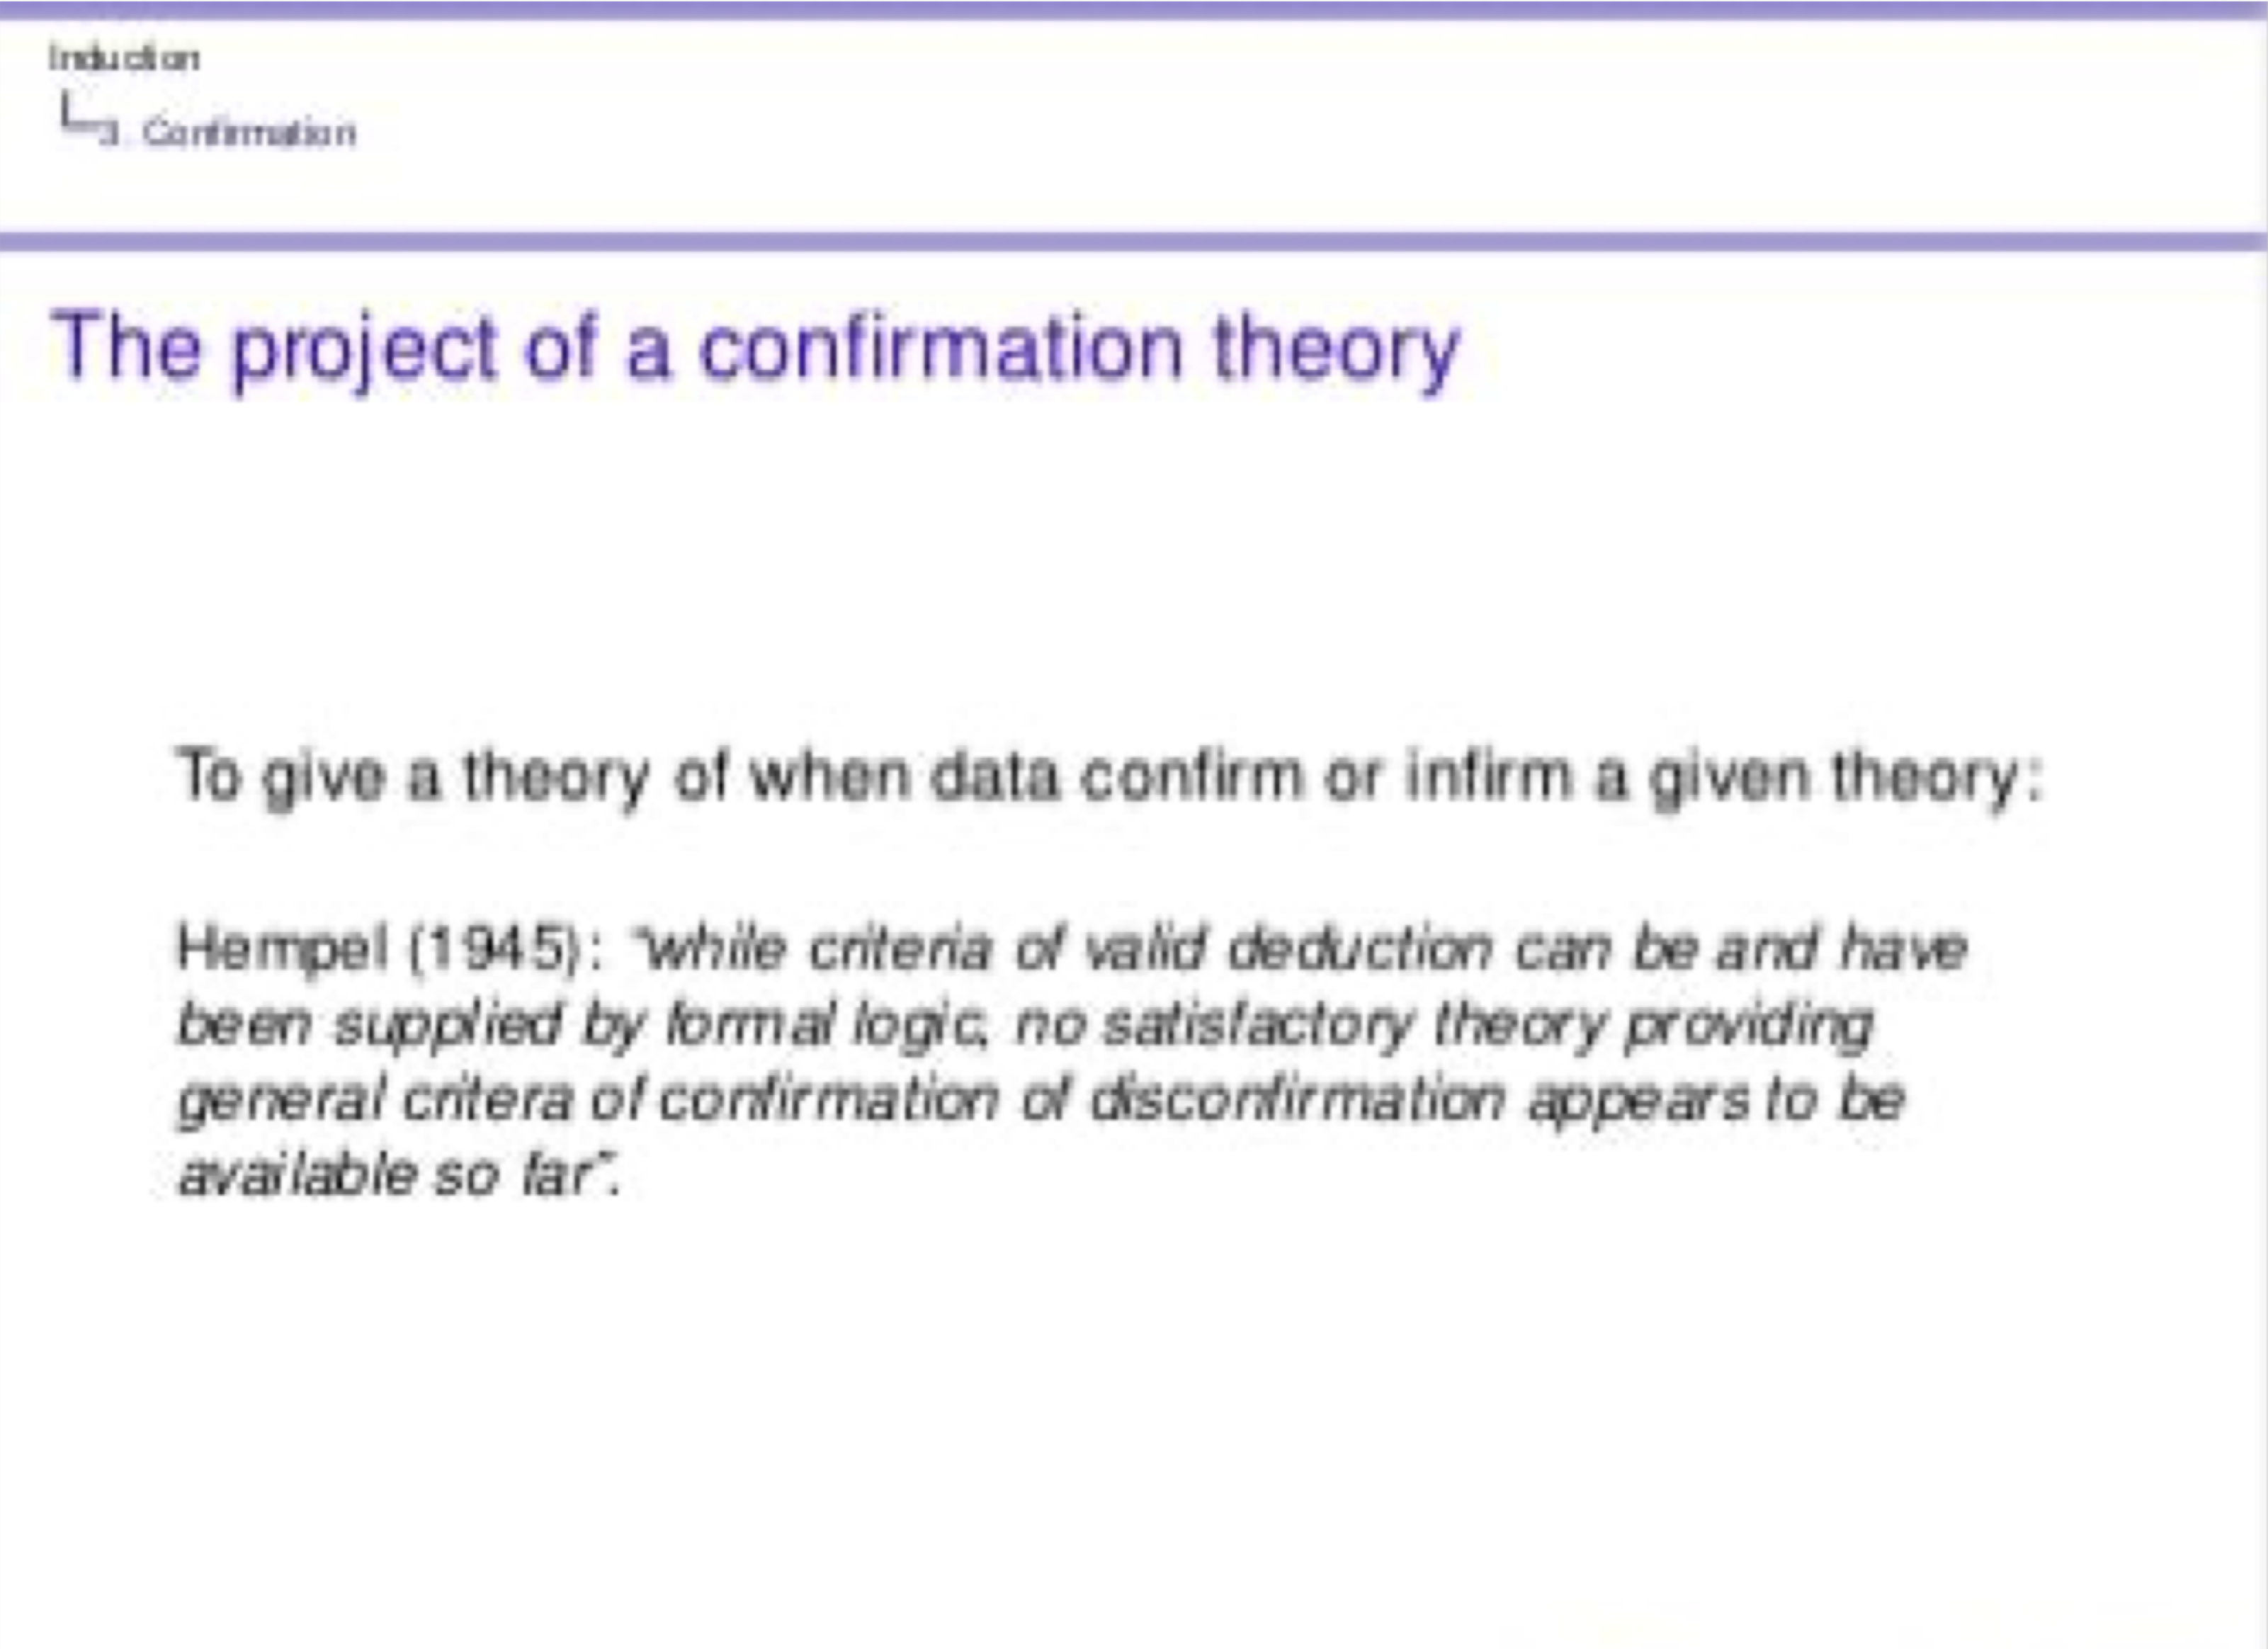 Induction
3. Confirmation
The project of a confirmation theory
To give a theory of when data confirm or infirm a given theory:
Hempel (1945): "while criteria of valid deduction can be and have
been supplied by formal logic, no satisfactory theory providing
general critera of confirmation of disconfirmation appears to be
available so far".